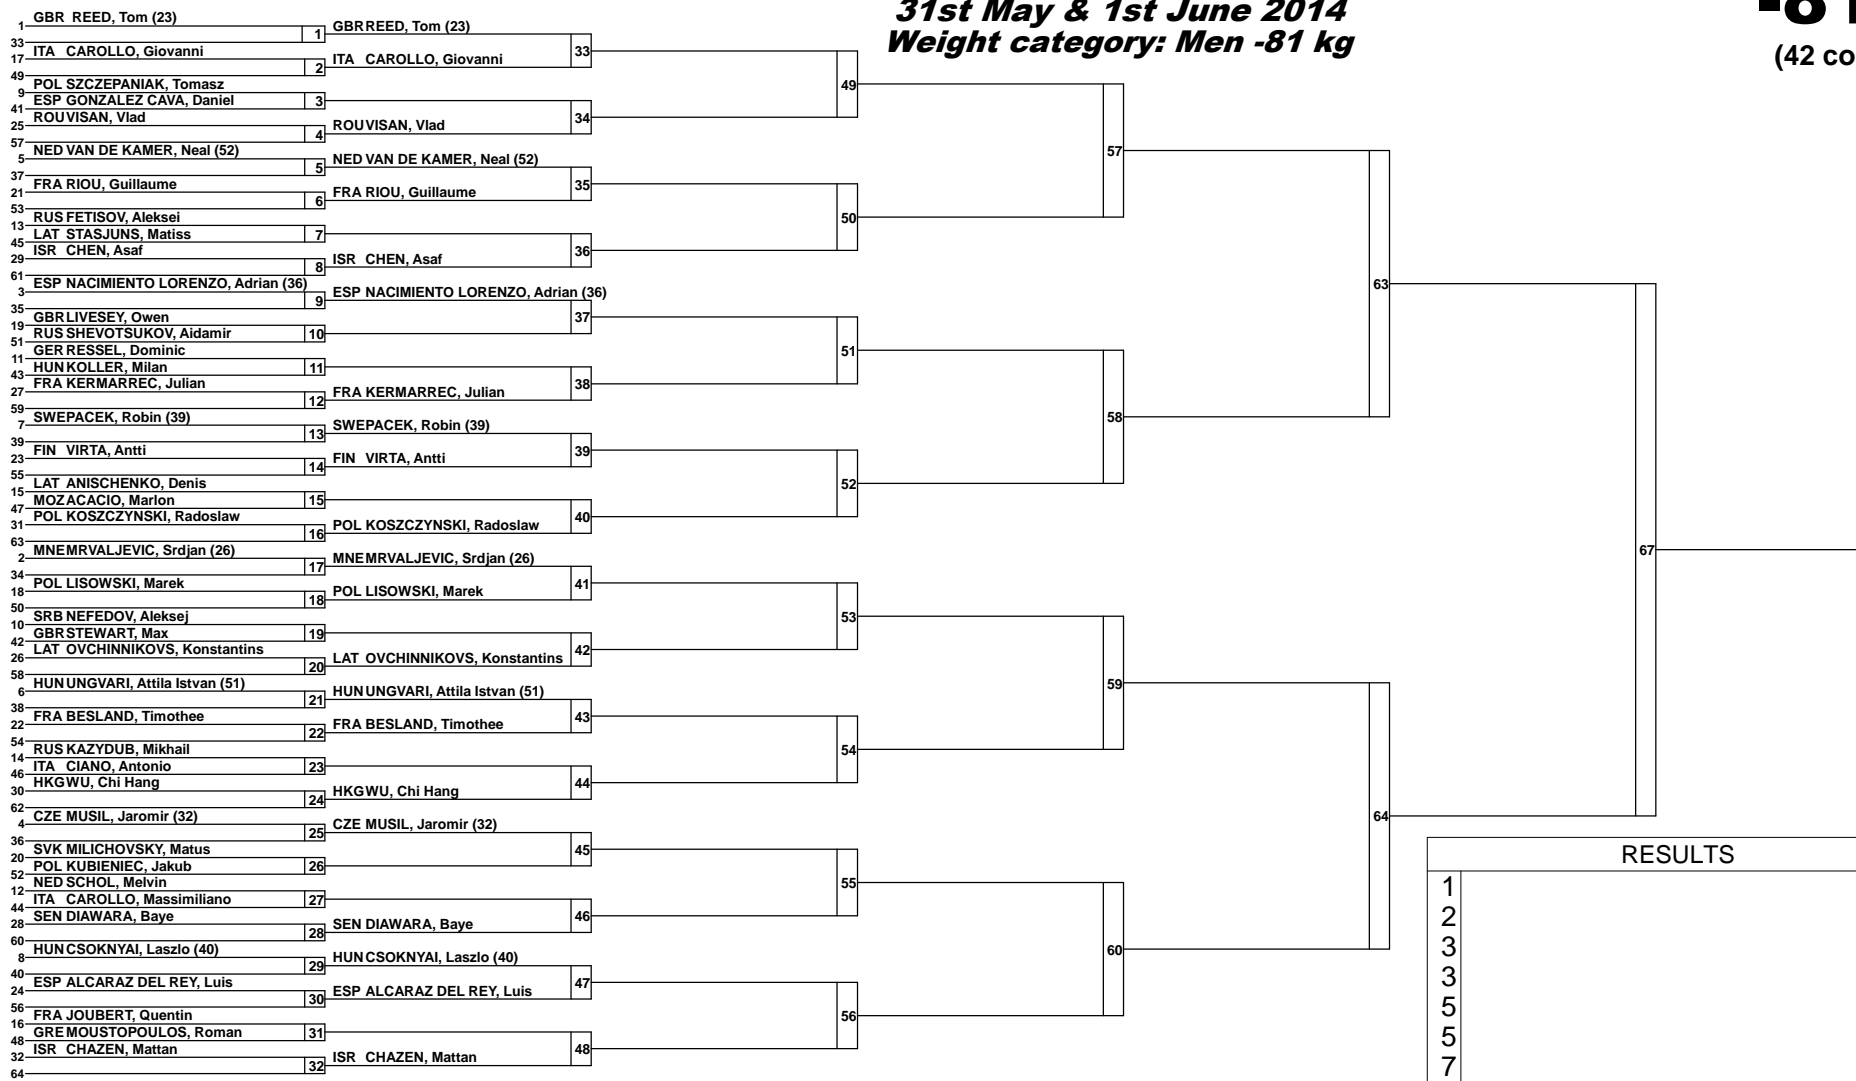 31st May & 1st June 2014
Weight category: Men -81 kg
(42 co
1 GBR REED, Tom (23)
33
1 GBR REED, Tom (23)
17 ITA CAROLLO, Giovanni
49
2 ITA CAROLLO, Giovanni
33
9 POL SZCZEPANIAK, Tomasz
41 ESP GONZALEZ CAVA, Daniel
3
25 ROU VISAN, Vlad
57
4 ROU VISAN, Vlad
34
49
5 NED VAN DE KAMER, Neal (52)
37
5 NED VAN DE KAMER, Neal (52)
21 FRA RIOU, Guillaume
53
6 FRA RIOU, Guillaume
35
13 RUS FETISOV, Aleksei
45 LAT STASJUNS, Matiss
7
29 ISR CHEN, Asaf
61
8 ISR CHEN, Asaf
36
50
57
3 ESP NACIMIENTO LORENZO, Adrian (36)
35
9 ESP NACIMIENTO LORENZO, Adrian (36)
19 GBR LIVESEY, Owen
51 RUS SHEVOTSUKOV, Aidamir
10
37
11 GER RESSEL, Dominic
43 HUN KOLLER, Milan
11
27 FRA KERMARREC, Julian
59
12 FRA KERMARREC, Julian
38
51
7 SWE PACEK, Robin (39)
39
13 SWE PACEK, Robin (39)
23 FIN VIRTA, Antti
55
14 FIN VIRTA, Antti
39
15 LAT ANISCHENKO, Denis
47 MOZ ACACIO, Marlon
15
31 POL KOSZCZYNSKI, Radoslaw
63
16 POL KOSZCZYNSKI, Radoslaw
40
52
58
63
2 MNE MRVALJEVIC, Srdjan (26)
34
17 MNE MRVALJEVIC, Srdjan (26)
18 POL LISOWSKI, Marek
50
18 POL LISOWSKI, Marek
41
10 SRB NEFEDOV, Aleksej
42 GBR STEWART, Max
19
26 LAT OVCHINNIKOVS, Konstantins
58
20 LAT OVCHINNIKOVS, Konstantins
42
53
6 HUN UNGVARI, Attila Istvan (51)
38
21 HUN UNGVARI, Attila Istvan (51)
22 FRA BESLAND, Timothee
54
22 FRA BESLAND, Timothee
43
14 RUS KAZYDUB, Mikhail
46 ITA CIANO, Antonio
23
30 HKG WU, Chi Hang
62
24 HKG WU, Chi Hang
44
54
59
4 CZE MUSIL, Jaromir (32)
36
25 CZE MUSIL, Jaromir (32)
20 SVK MILICHOVSKY, Matus
52 POL KUBIENIEC, Jakub
26
45
12 NED SCHOL, Melvin
44 ITA CAROLLO, Massimiliano
27
28 SEN DIAWARA, Baye
60
28 SEN DIAWARA, Baye
46
55
8 HUN CSOKNYAI, Laszlo (40)
40
29 HUN CSOKNYAI, Laszlo (40)
24 ESP ALCARAZ DEL REY, Luis
56
30 ESP ALCARAZ DEL REY, Luis
47
16 FRA JOUBERT, Quentin
48 GRE MOUSTOPOULOS, Roman
31
32 ISR CHAZEN, Mattan
64
32 ISR CHAZEN, Mattan
48
56
60
64
67
RESULTS
1
2
3
3
5
5
7